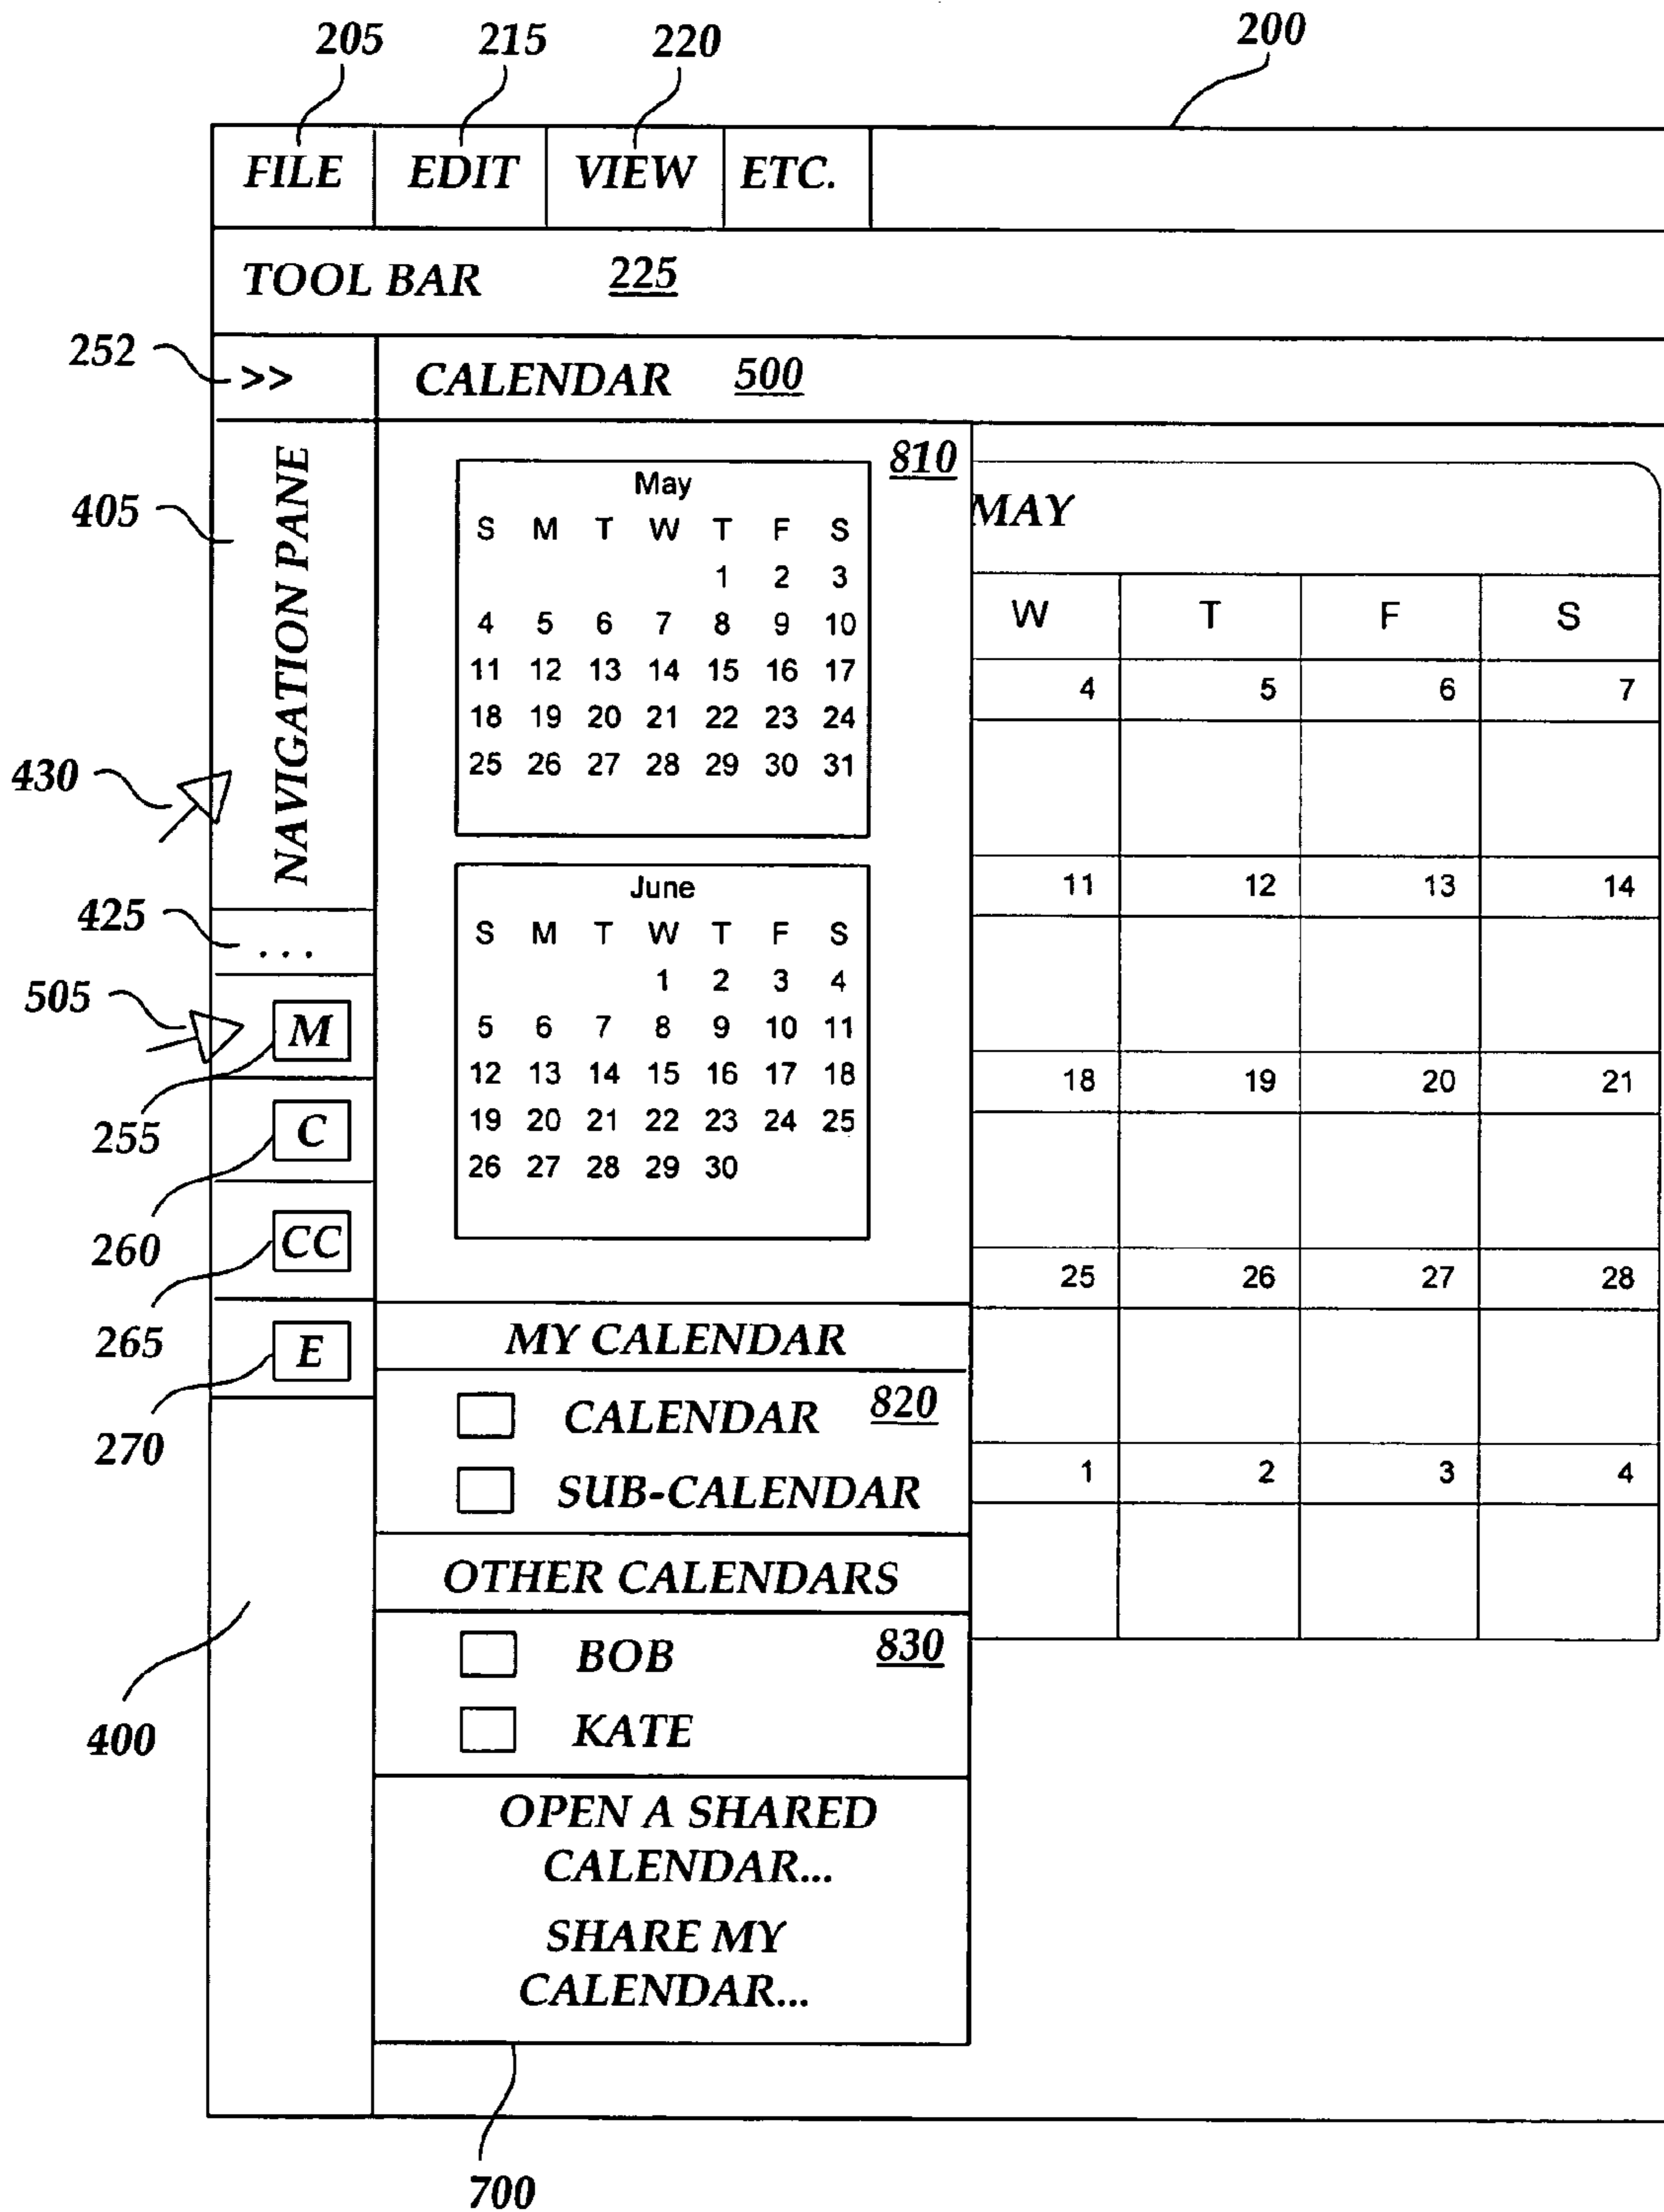 205 215 220 200
FILE EDIT VIEW ETC.
TOOL BAR 225
252 >> CALENDAR 500
405
NAVIGATION PANE
430
425 ...
505
M
255
C
260
CC
265
E
270
400
810
May
S M T W T F S
1 2 3
4 5 6 7 8 9 10
11 12 13 14 15 16 17
18 19 20 21 22 23 24
25 26 27 28 29 30 31
June
S M T W T F S
1 2 3 4
5 6 7 8 9 10 11
12 13 14 15 16 17 18
19 20 21 22 23 24 25
26 27 28 29 30
MY CALENDAR
CALENDAR 820
SUB-CALENDAR
OTHER CALENDARS
BOB 830
KATE
OPEN A SHARED
CALENDAR...
SHARE MY
CALENDAR...
700
MAY
W T F S
4 5 6 7
11 12 13 14
18 19 20 21
25 26 27 28
1 2 3 4